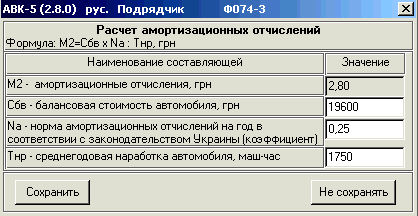 АВК-5 (2.8.0) рус. Подрядчик Ф074-3
Расчет амортизационных отчислений
Формула: М2=Сбв х Na : Тнр, грн
Наименование составляющей Значение
М2 - амортизационные отчисления, грн 2,80
Сбв - балансовая стоимость автомобиля, грн 19600
Na - норма амортизационных отчислений на год в
соответствии с законодательством Украины (коэффициент) 0,25
Тнр - среднегодовая наработка автомобиля, маш-час 1750
Сохранить Не сохранять